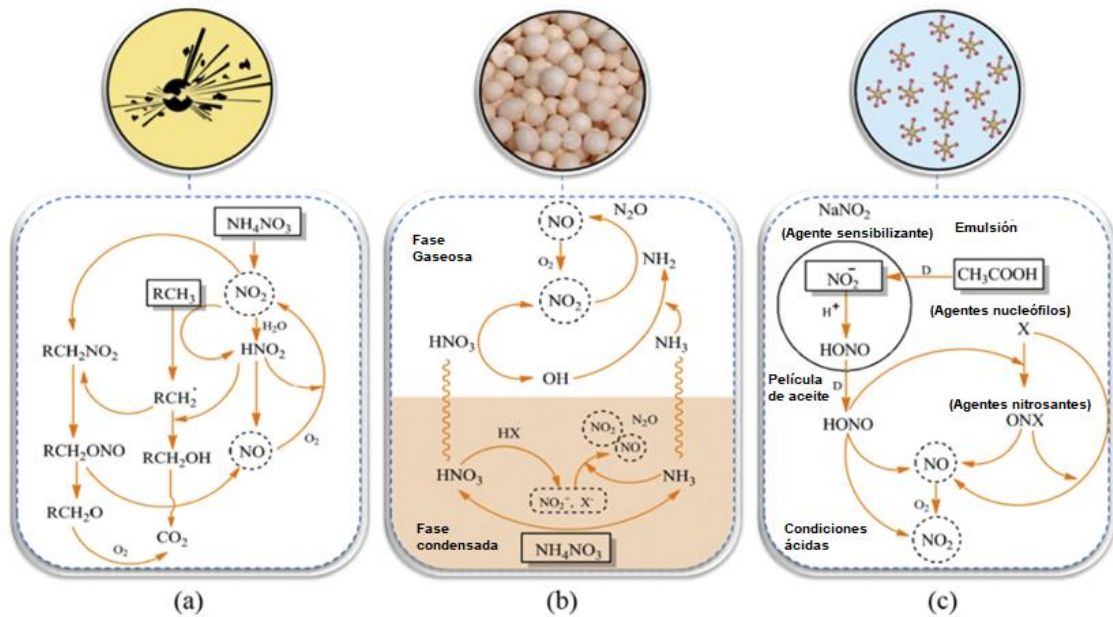 NH₄NO₃
RCH₃
NO₂
H₂O
RCH₂NO₂
HNO₂
RCH₂˙
RCH₂ONO
RCH₂OH
NO
O₂
RCH₂O
O₂
CO₂
(a)
Fase
Gaseosa
NO
N₂O
O₂
NH₂
NO₂
HNO₃
NH₃
OH
HX
NO₂
N₂O
NO
HNO₃
NO₂⁺, X⁻
NH₃
Fase
condensada
NH₄NO₃
(b)
NaNO₂
(Agente sensibilizante)
Emulsión
NO₂⁻
D
CH₃COOH
H⁺
(Agentes nucleófilos)
X
HONO
Película
de aceite
D
(Agentes nitrosantes)
HONO
ONX
NO
O₂
Condiciones
ácidas
NO₂
(c)